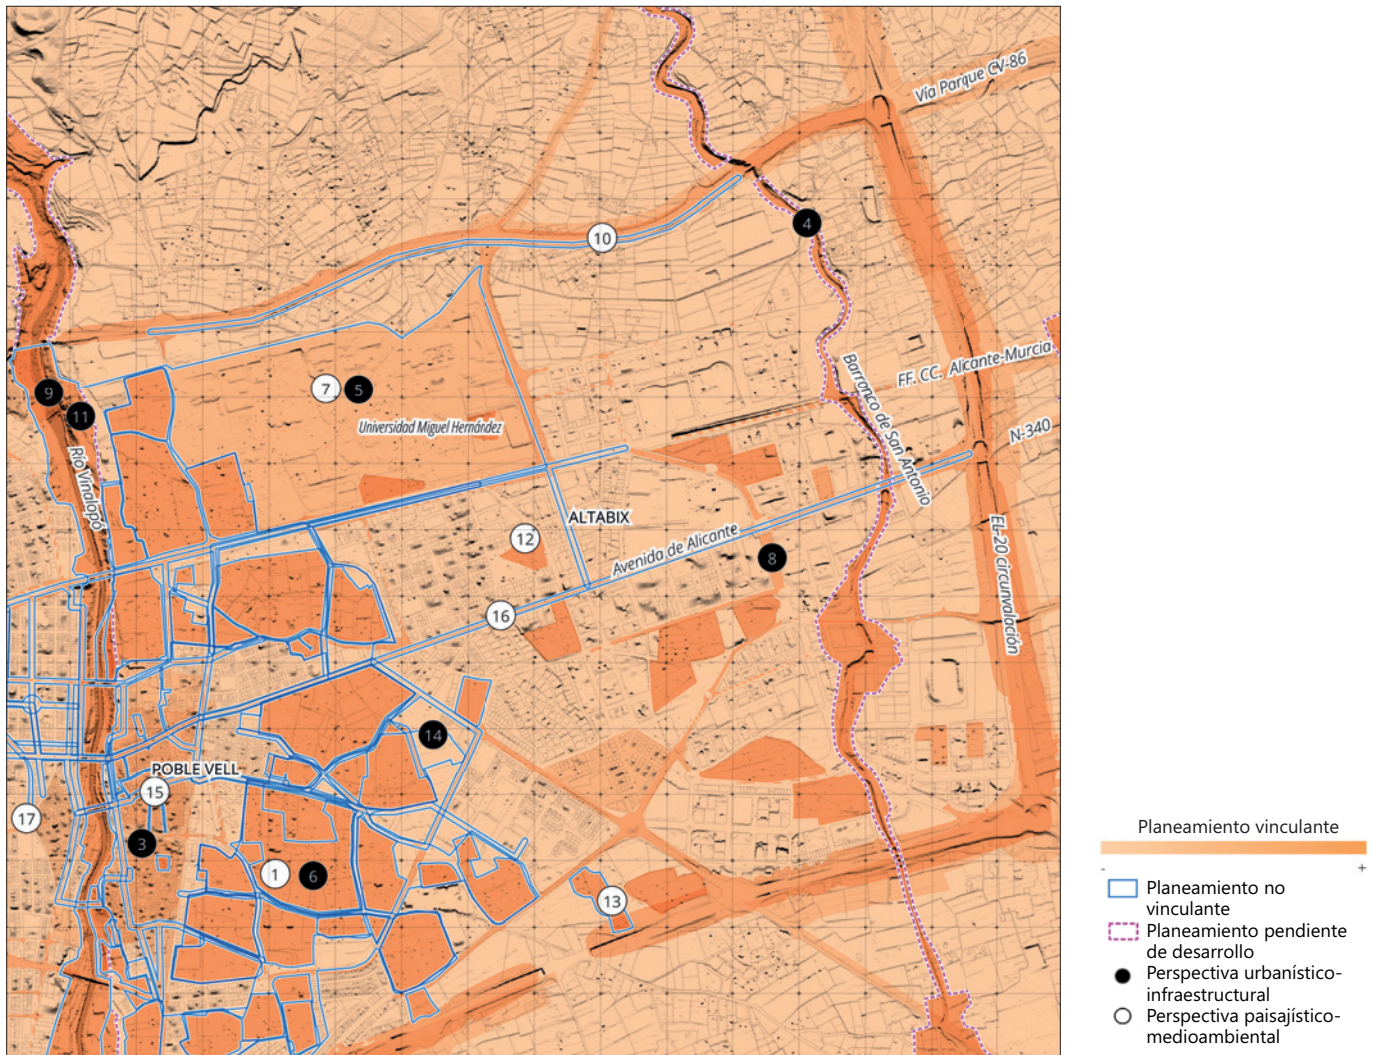 Vía Parque CV-86
4
10
Barranco de San Antonio
FF. CC. Alicante-Murcia
9
7
5
11
Universidad Miguel Hernández
N-340
Río Vinalopó
ALTABIX
12
Avenida de Alicante
8
EL-20 circunvalación
16
14
POBLE VELL
15
17
3
1
6
13
Planeamiento vinculante
- +
Planeamiento no
vinculante
Planeamiento pendiente
de desarrollo
Perspectiva urbanístico-
infraestructural
Perspectiva paisajístico-
medioambiental